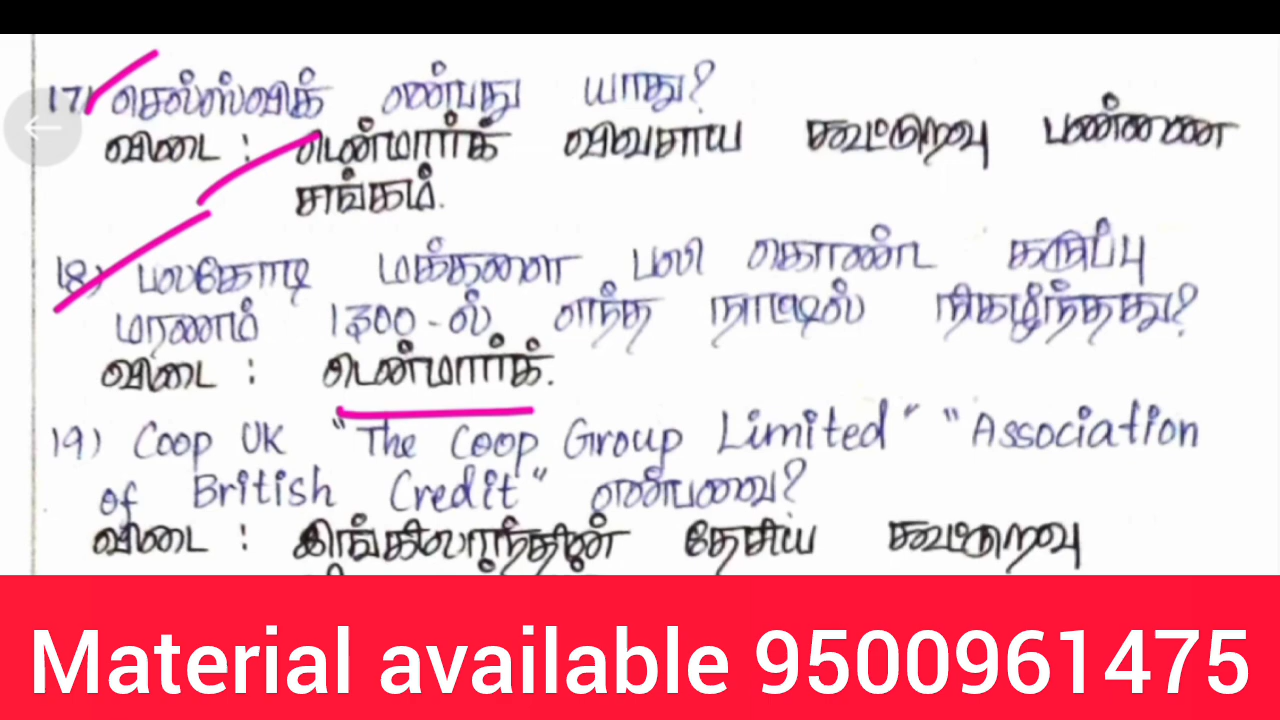 17) செல்ஸ்விக் என்பது யாது?
விடை : டென்மார்க் விவசாய கூட்டுறவு பண்ணை
சங்கம்.
18) பலகோடி மக்களை பலி கொண்ட கருப்பு
மரணம் 1300-ல் எந்த நாட்டில் நிகழ்ந்தது?
விடை : டென்மார்க்.
19) Coop UK "The Coop Group Limited" "Association
of British Credit" என்பவை?
விடை : இங்கிலாந்தின் தேசிய கூட்டுறவு
Material available 9500961475